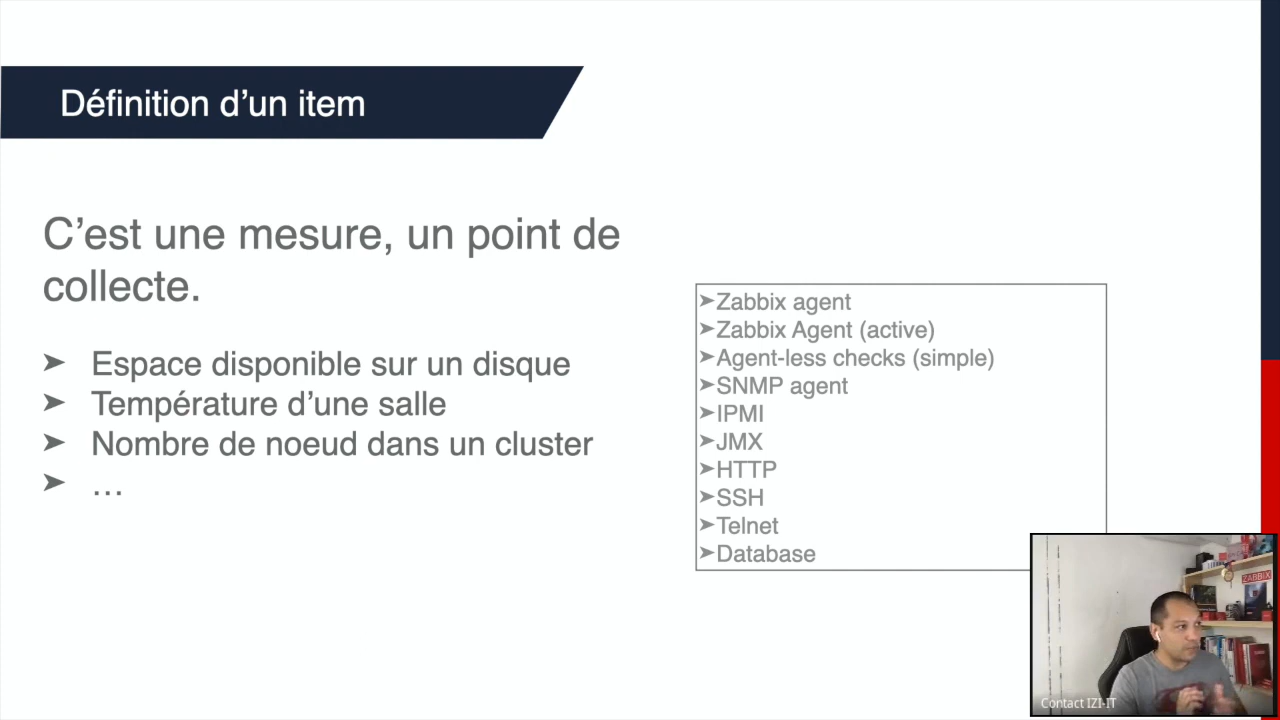 Définition d’un item
C’est une mesure, un point de
collecte.
➤ Espace disponible sur un disque
➤ Température d’une salle
➤ Nombre de noeud dans un cluster
➤ …
➤Zabbix agent
➤Zabbix Agent (active)
➤Agent-less checks (simple)
➤SNMP agent
➤IPMI
➤JMX
➤HTTP
➤SSH
➤Telnet
➤Database
ZABBIX
Contact IZI-IT